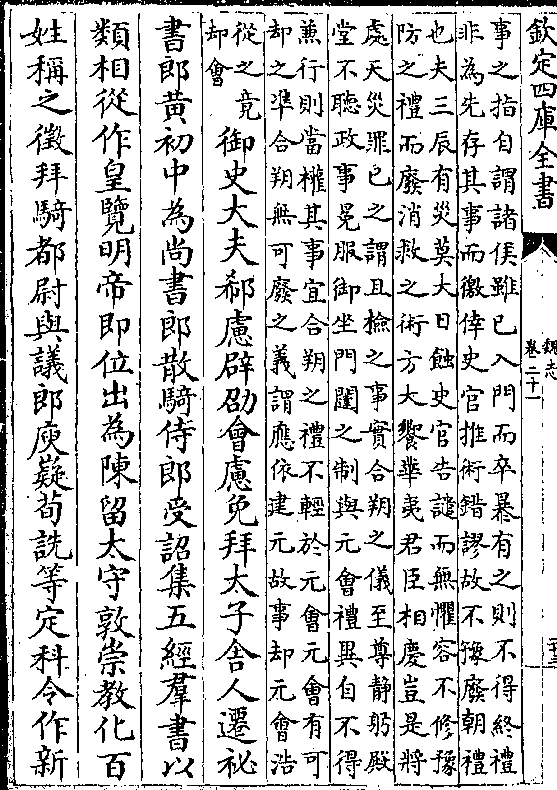 欽定四庫全書
魏志
卷二十一
事之指自謂諸侯雖已入門而卒暴有之則不得終禮
非為先存其事而徼倖史官推術錯謬故不豫廢朝禮
也夫三辰有災莫大日蝕史官告譴而無懼容不修豫
防之禮而廢消救之術方大饗華夷君臣相慶豈是將
處天災罪已之謂且檢之事實合朔之儀至尊静躬殿
堂不聽政事冕服御坐門闥之制與元會禮異自不得
兼行則當權其事宜合朔之禮不輕於元會元會有可
却之準合朔無可廢之義謂應依建元故事却元會浩
從之竟
却會
御史大夫郗慮辟劭會慮免拜太子舍人遷祕
書郎黄初中為尚書郎散騎侍郎受詔集五經羣書以
類相從作皇覽明帝即位出為陳留太守敦崇教化百
姓稱之徵拜騎都尉與議郎庾嶷荀詵等定科令作新